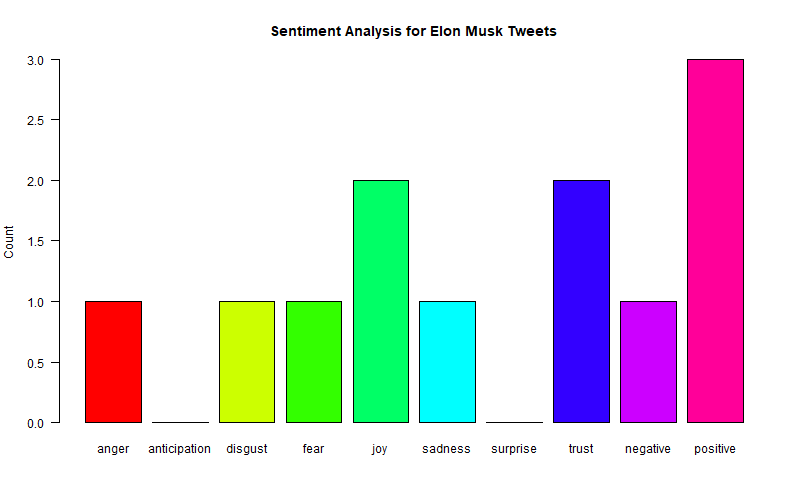 Sentiment Analysis for Elon Musk Tweets
Count
3.0
2.5
2.0
1.5
1.0
0.5
0.0
anger anticipation disgust fear joy sadness surprise trust negative positive